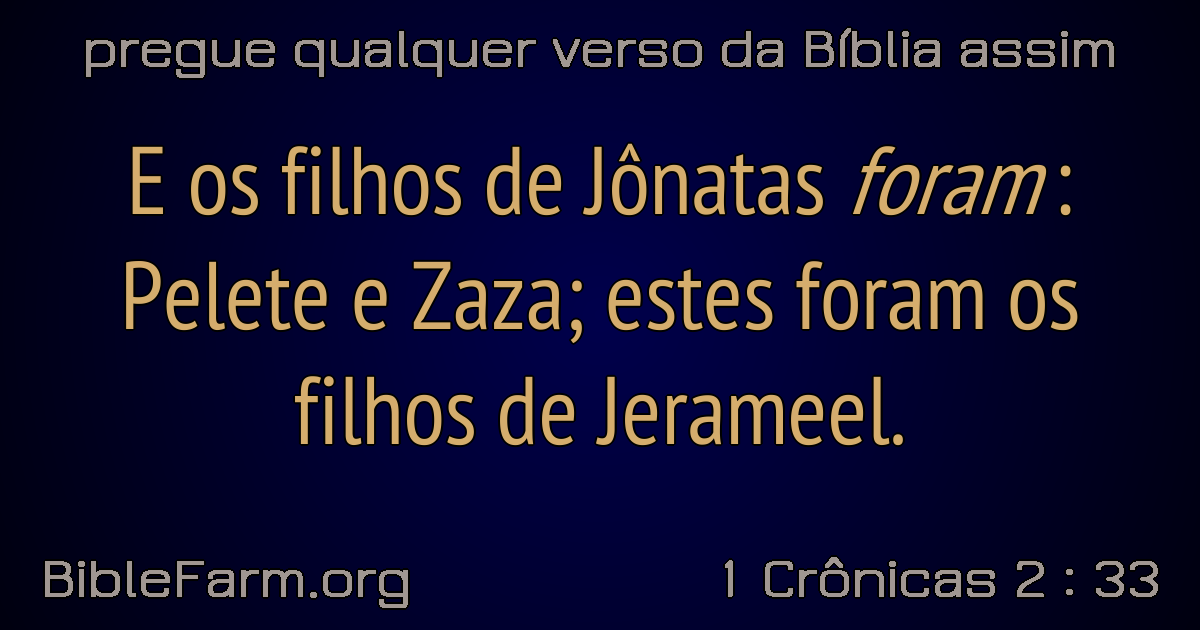 pregue qualquer verso da Bíblia assim
E os filhos de Jônatas foram:
Pelete e Zaza; estes foram os
filhos de Jerameel.
BibleFarm.org
1 Crônicas 2 : 33